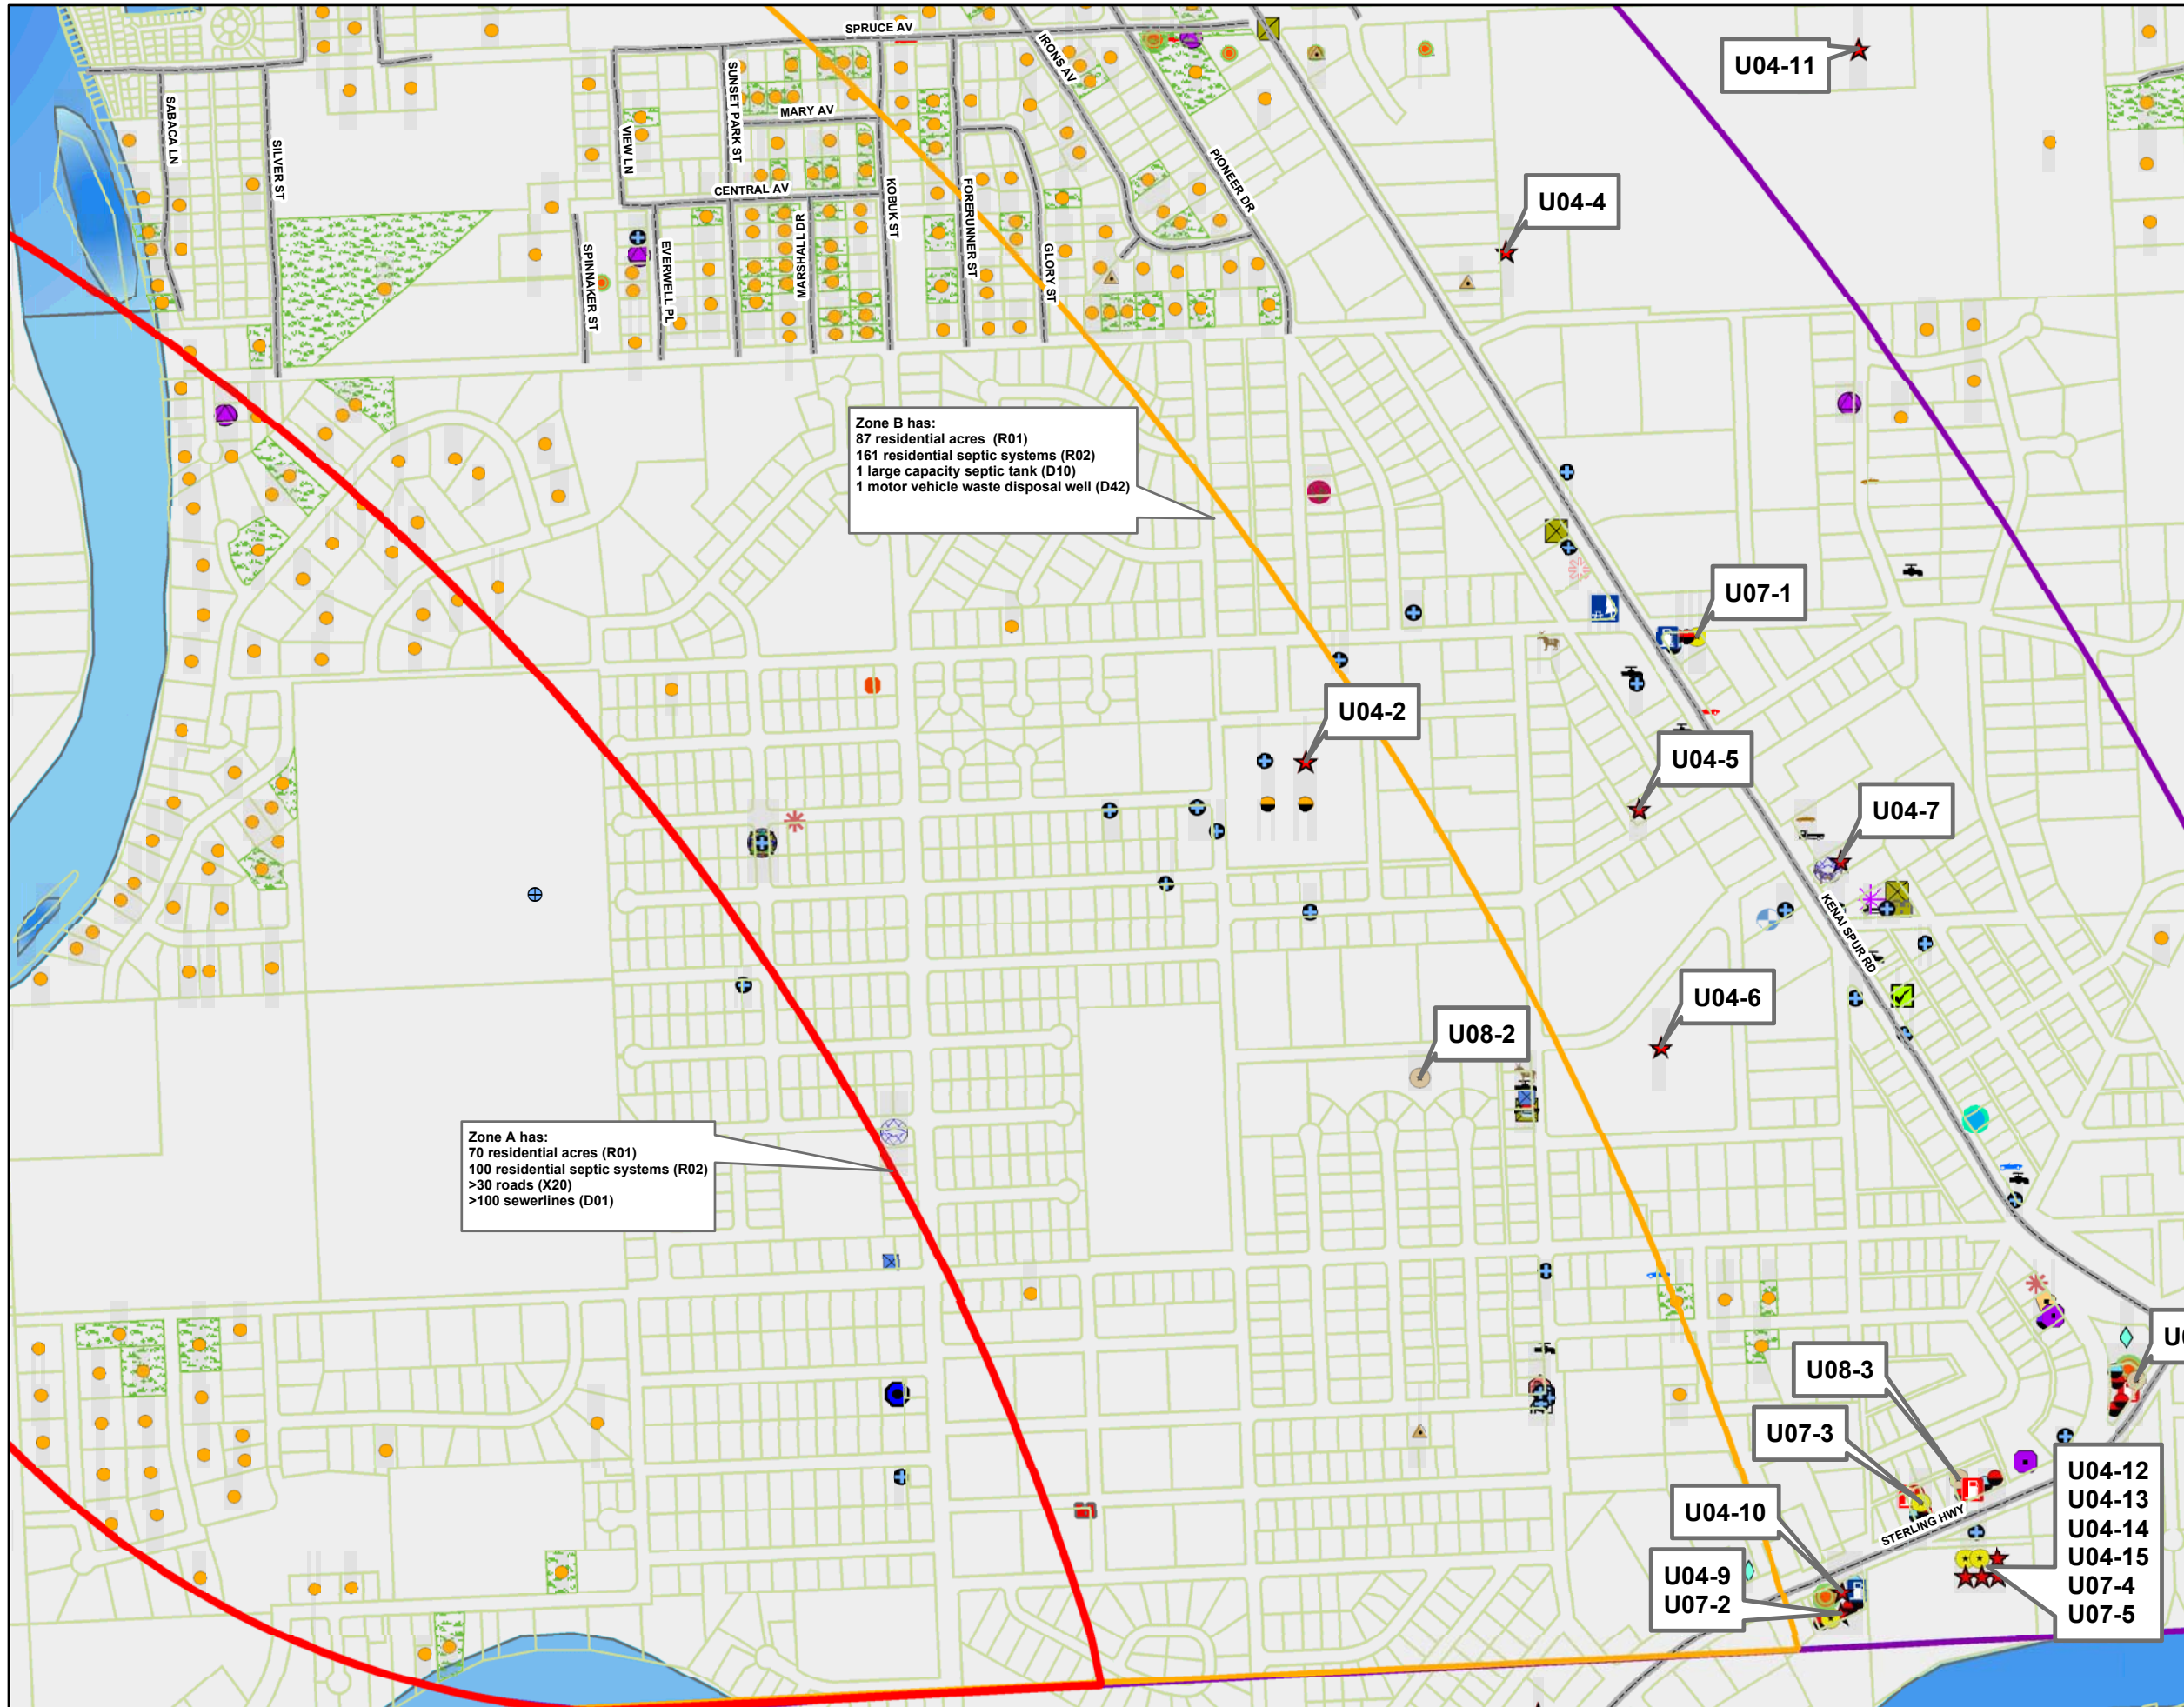 SPRUCE AV
IRONS AV
U04-11
SABACA LN
SILVER ST
VIEW LN
SUNSET PARK ST
MARY AV
PIONEER DR
CENTRAL AV
KOBUK ST
FORERUNNER ST
U04-4
SPINNAKER ST
EVERWELL PL
MARSHALL DR
GLORY ST
Zone B has:
87 residential acres (R01)
161 residential septic systems (R02)
1 large capacity septic tank (D10)
1 motor vehicle waste disposal well (D42)
U07-1
U04-2
U04-5
U04-7
KENAI SPUR RD
U04-6
U08-2
Zone A has:
70 residential acres (R01)
100 residential septic systems (R02)
>30 roads (X20)
>100 sewerlines (D01)
U08-3
U07-3
U04-10
STERLING HWY
U04-9
U07-2
U04-12
U04-13
U04-14
U04-15
U07-4
U07-5